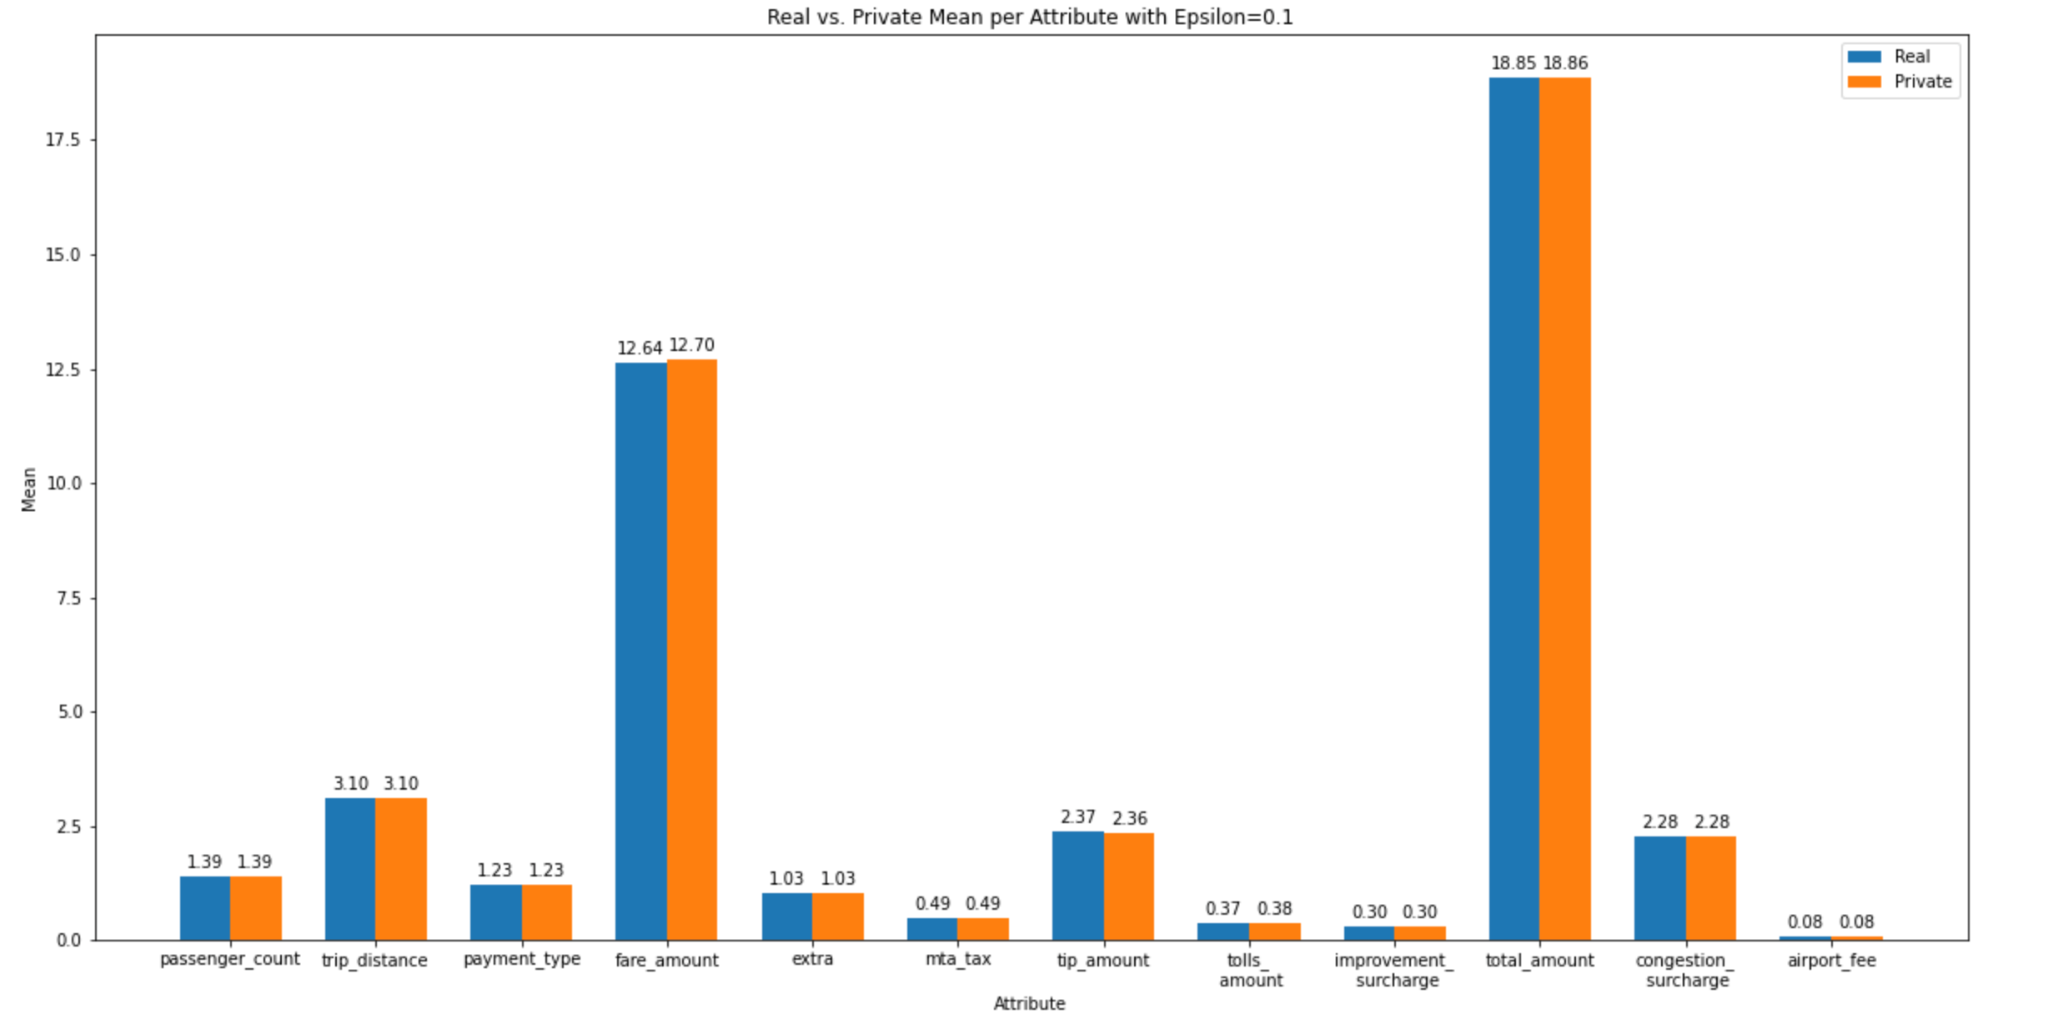 Real vs. Private Mean per Attribute with Epsilon=0.1
Real
Private
Mean
17.5
15.0
12.5
10.0
7.5
5.0
2.5
0.0
1.39 1.39
3.10 3.10
1.23 1.23
12.64 12.70
1.03 1.03
0.49 0.49
2.37 2.36
0.37 0.38
0.30 0.30
18.85 18.86
2.28 2.28
0.08 0.08
passenger_count
trip_distance
payment_type
fare_amount
extra
mta_tax
tip_amount
tolls_
amount
improvement_
surcharge
total_amount
congestion_
surcharge
airport_fee
Attribute